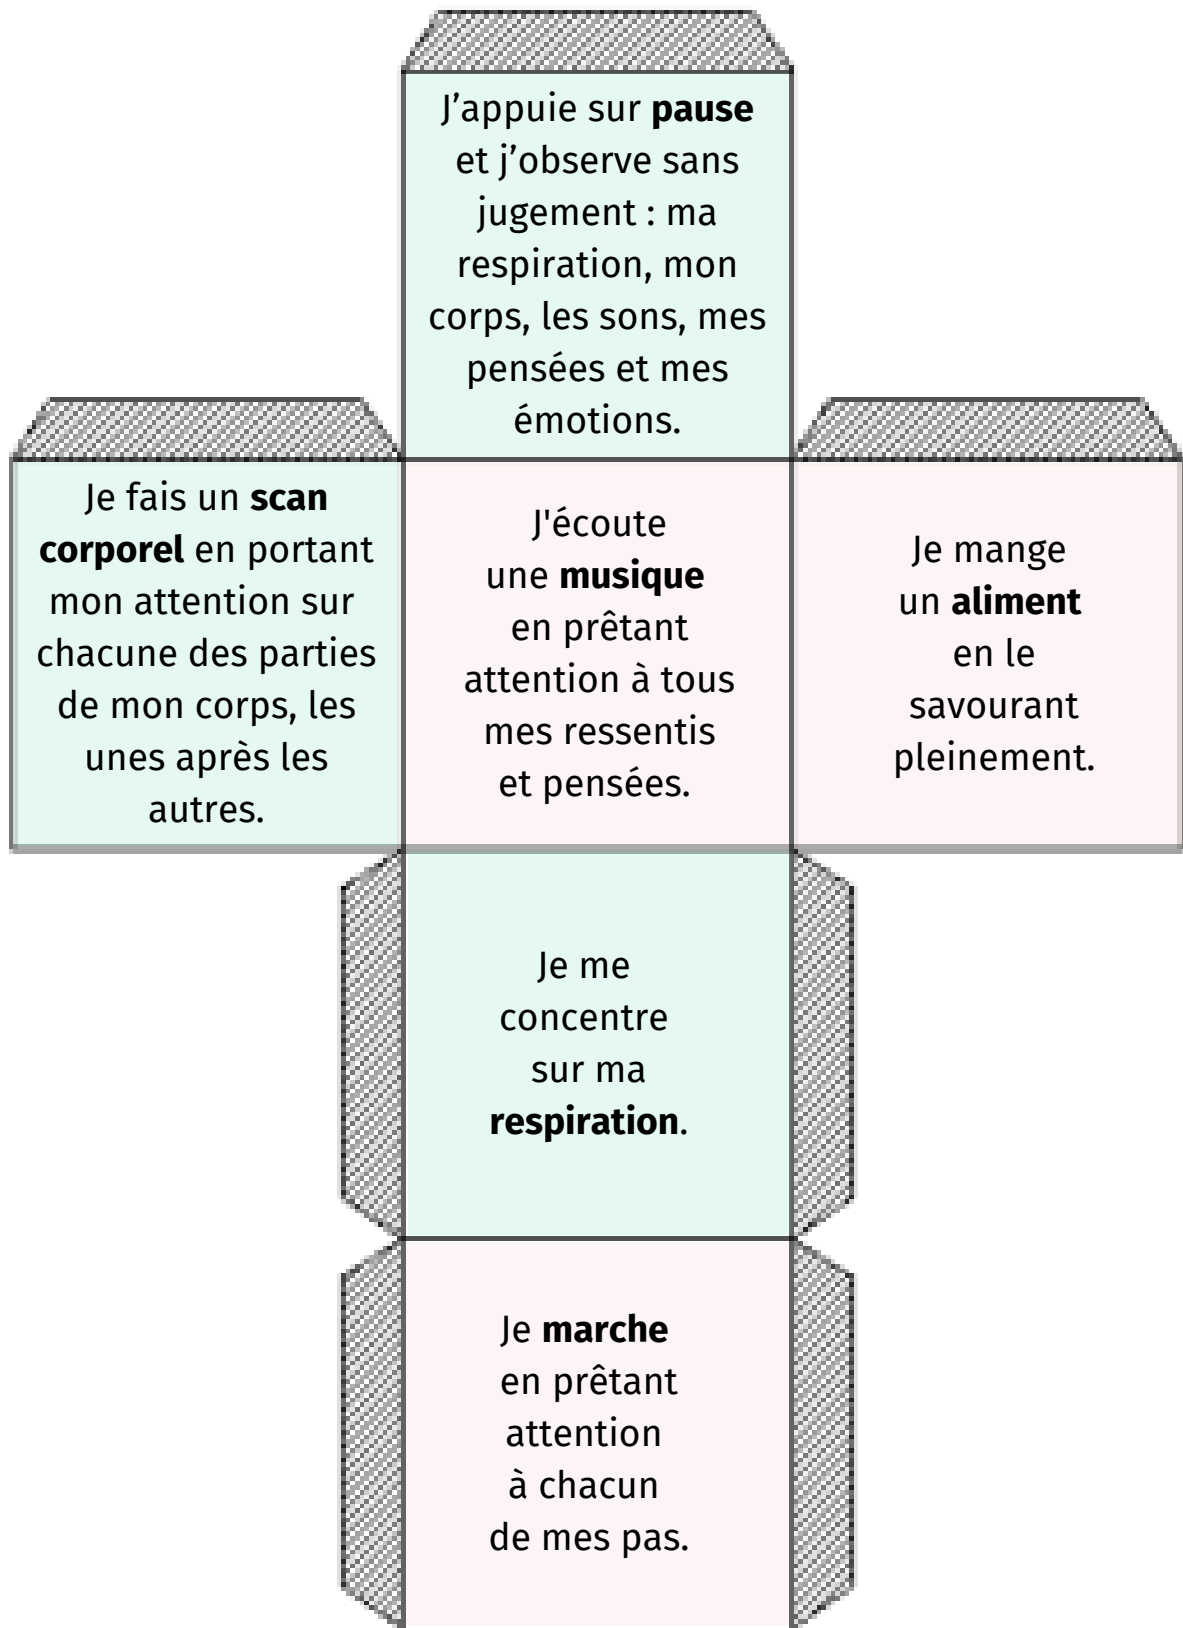 J’appuie sur pause
et j’observe sans
jugement : ma
respiration, mon
corps, les sons, mes
pensées et mes
émotions.
Je fais un scan
corporel en portant
mon attention sur
chacune des parties
de mon corps, les
unes après les
autres.
J'écoute
une musique
en prêtant
attention à tous
mes ressentis
et pensées.
Je mange
un aliment
en le
savourant
pleinement.
Je me
concentre
sur ma
respiration.
Je marche
en prêtant
attention
à chacun
de mes pas.